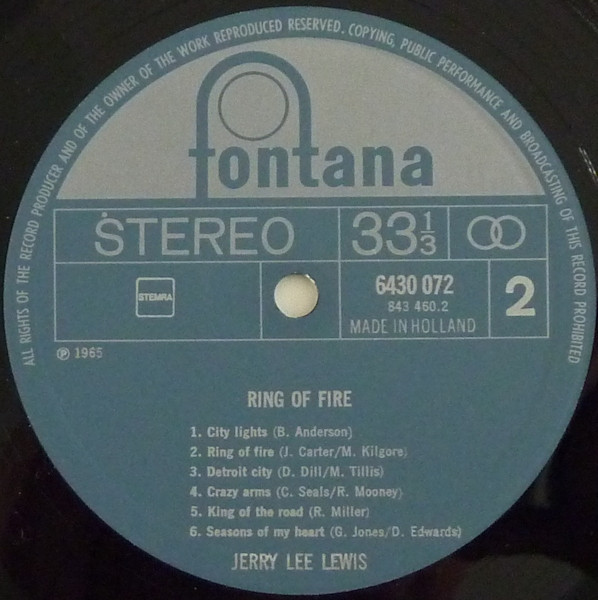 ALL RIGHTS OF THE RECORD PRODUCER AND OF THE OWNER OF THE WORK REPRODUCED RESERVED. COPYING, PUBLIC PERFORMANCE AND BROADCASTING OF THIS RECORD PROHIBITED
fontana
STEREO 33 1/3
STEMRA
6430 072
843 460.2
MADE IN HOLLAND
2
℗ 1965
RING OF FIRE
1. City lights (B. Anderson)
2. Ring of fire (J. Carter/M. Kilgore)
3. Detroit city (D. Dill/M. Tillis)
4. Crazy arms (C. Seals/R. Mooney)
5. King of the road (R. Miller)
6. Seasons of my heart (G. Jones/D. Edwards)
JERRY LEE LEWIS